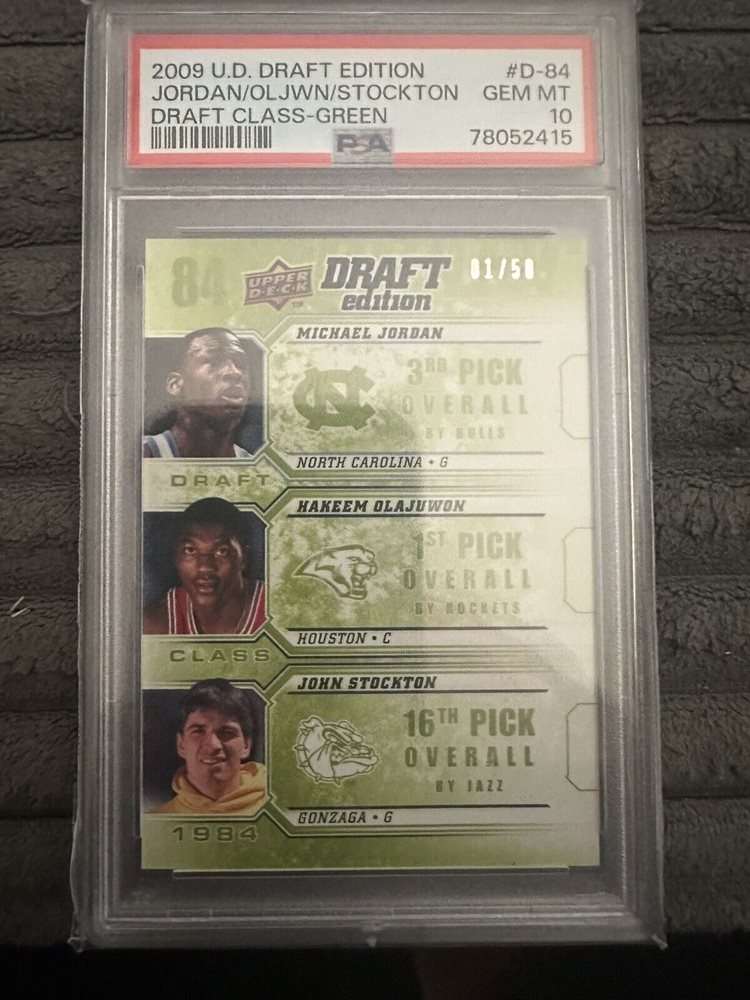 2009 U.D. DRAFT EDITION #D-84
JORDAN/OLJWN/STOCKTON GEM MT
DRAFT CLASS-GREEN 10
PSA 78052415
84 UPPER DECK TM DRAFT edition 01/50
MICHAEL JORDAN
3RD PICK
OVERALL
BY BULLS
NC
NORTH CAROLINA • G
DRAFT
HAKEEM OLAJUWON
1ST PICK
OVERALL
BY ROCKETS
HOUSTON • C
CLASS
JOHN STOCKTON
16TH PICK
OVERALL
BY JAZZ
GONZAGA • G
1984